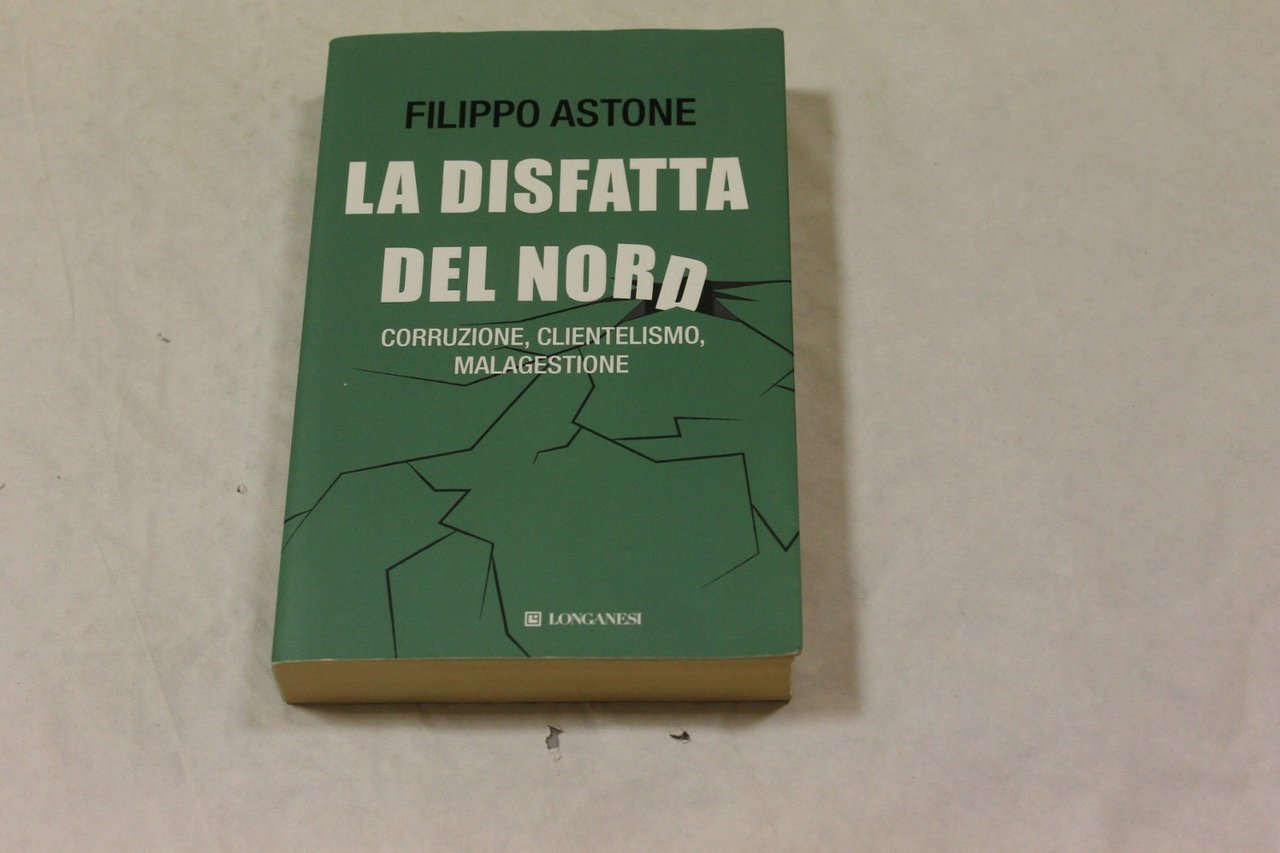 FILIPPO ASTONE
LA DISFATTA
DEL NORD
CORRUZIONE, CLIENTELISMO,
MALAGESTIONE
LONGANESI